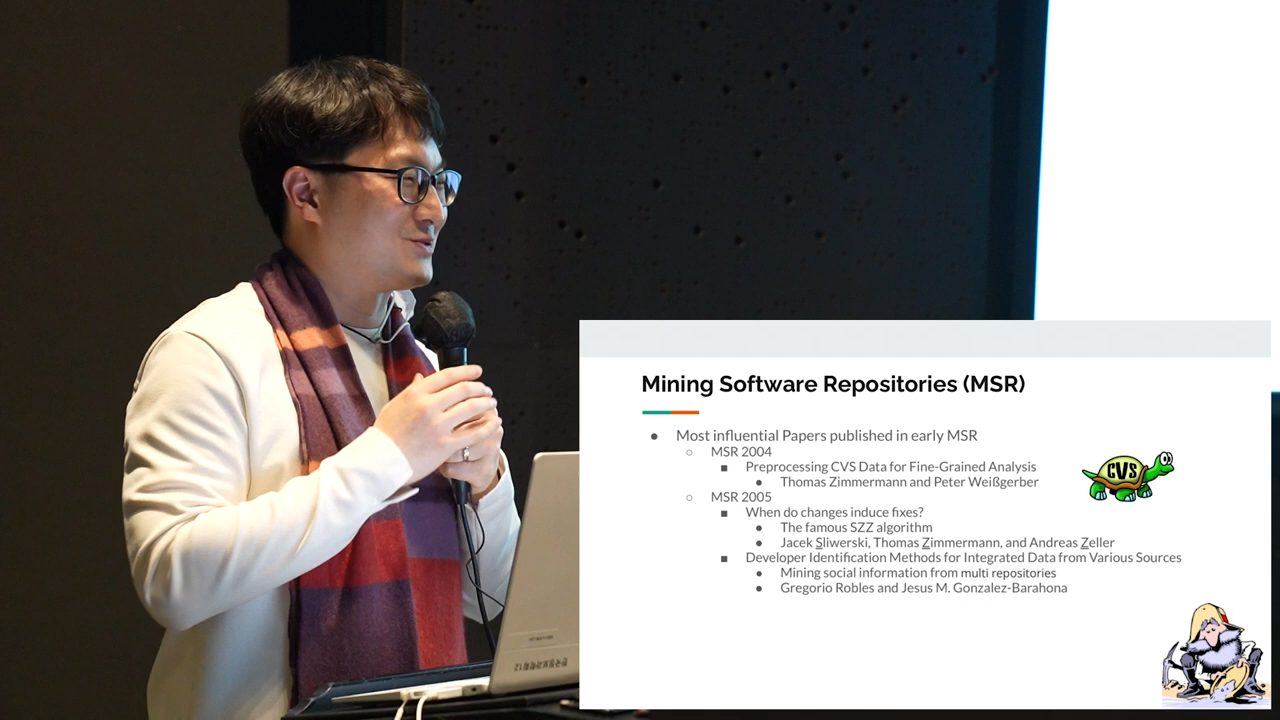 Mining Software Repositories (MSR)
● Most influential Papers published in early MSR
○ MSR 2004
■ Preprocessing CVS Data for Fine-Grained Analysis
● Thomas Zimmermann and Peter Weißgerber
CVS
○ MSR 2005
■ When do changes induce fixes?
● The famous SZZ algorithm
● Jacek Sliwerski, Thomas Zimmermann, and Andreas Zeller
■ Developer Identification Methods for Integrated Data from Various Sources
● Mining social information from multi repositories
● Gregorio Robles and Jesus M. Gonzalez-Barahona